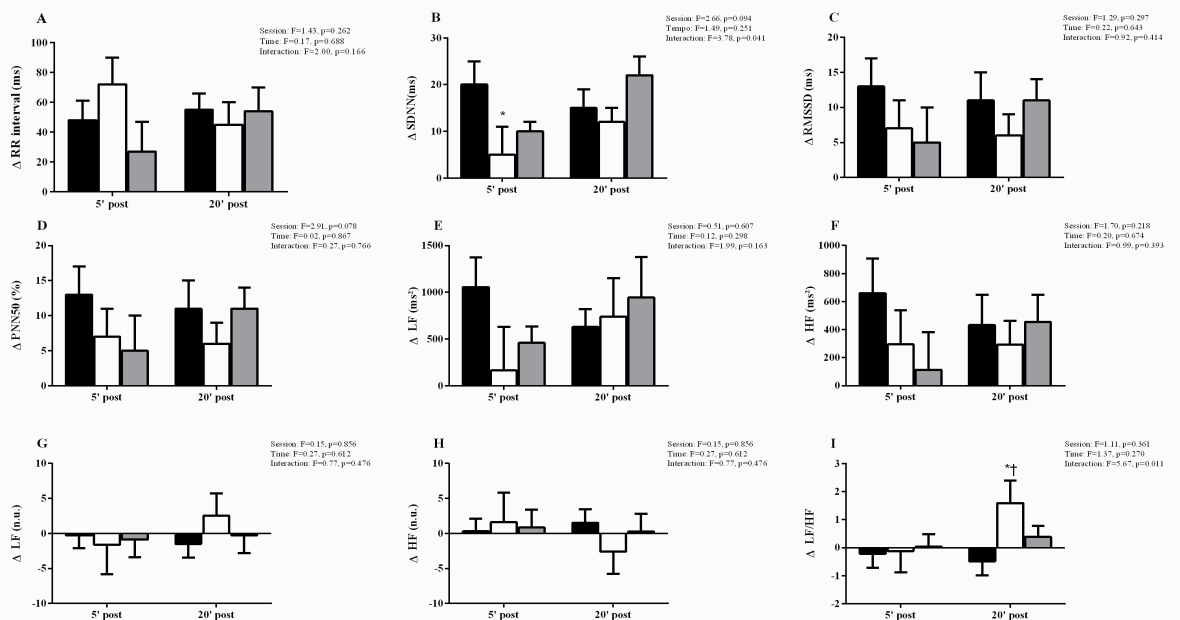 A
Session: F=1.43, p=0.262
Time: F=0.17, p=0.688
Interaction: F=2.00, p=0.166
Δ RR interval (ms)
100
80
60
40
20
0
5' post
20' post
B
Session: F=2.66, p=0.094
Tempo: F=1.49, p=0.251
Interaction: F=3.78, p=0.041
Δ SDNN(ms)
30
20
10
0
*
5' post
20' post
C
Session: F=1.29, p=0.297
Time: F=0.22, p=0.643
Interaction: F=0.92, p=0.414
Δ RMSSD (ms)
20
15
10
5
0
5' post
20' post
D
Session: F=2.91, p=0.078
Time: F=0.02, p=0.867
Interaction: F=0.27, p=0.766
Δ PNN50 (%)
20
15
10
5
0
5' post
20' post
E
Session: F=0.51, p=0.607
Time: F=0.12, p=0.298
Interaction: F=1.99, p=0.163
Δ LF (ms²)
1500
1000
500
0
5' post
20' post
F
Session: F=1.70, p=0.218
Time: F=0.20, p=0.674
Interaction: F=0.99, p=0.393
Δ HF (ms²)
1000
800
600
400
200
0
5' post
20' post
G
Session: F=0.15, p=0.856
Time: F=0.27, p=0.612
Interaction: F=0.77, p=0.476
Δ LF (n.u.)
10
5
0
-5
-10
5' post
20' post
H
Session: F=0.15, p=0.856
Time: F=0.27, p=0.612
Interaction: F=0.77, p=0.476
Δ HF (n.u.)
10
5
0
-5
-10
5' post
20' post
I
Session: F=1.11, p=0.361
Time: F=1.37, p=0.270
Interaction: F=5.67, p=0.011
Δ LF/HF
3
2
1
0
-1
-2
*†
5' post
20' post